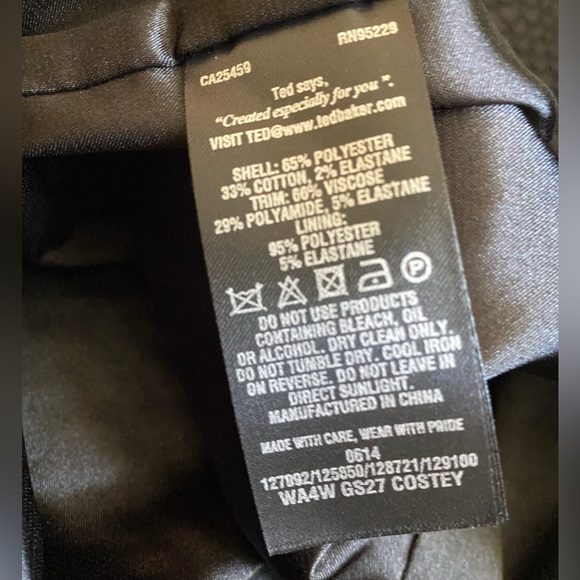 CA25459 RN95229
Ted says,
"Created especially for you".
VISIT TED@www.tedbaker.com
SHELL: 65% POLYESTER
33% COTTON, 2% ELASTANE
TRIM: 66% VISCOSE
29% POLYAMIDE, 5% ELASTANE
LINING:
95% POLYESTER
5% ELASTANE
P
DO NOT USE PRODUCTS
CONTAINING BLEACH, OIL
OR ALCOHOL. DRY CLEAN ONLY.
DO NOT TUMBLE DRY. COOL IRON
ON REVERSE. DO NOT LEAVE IN
DIRECT SUNLIGHT.
MANUFACTURED IN CHINA
MADE WITH CARE, WEAR WITH PRIDE
0614
127092/125850/128721/129100
WA4W GS27 COSTEY